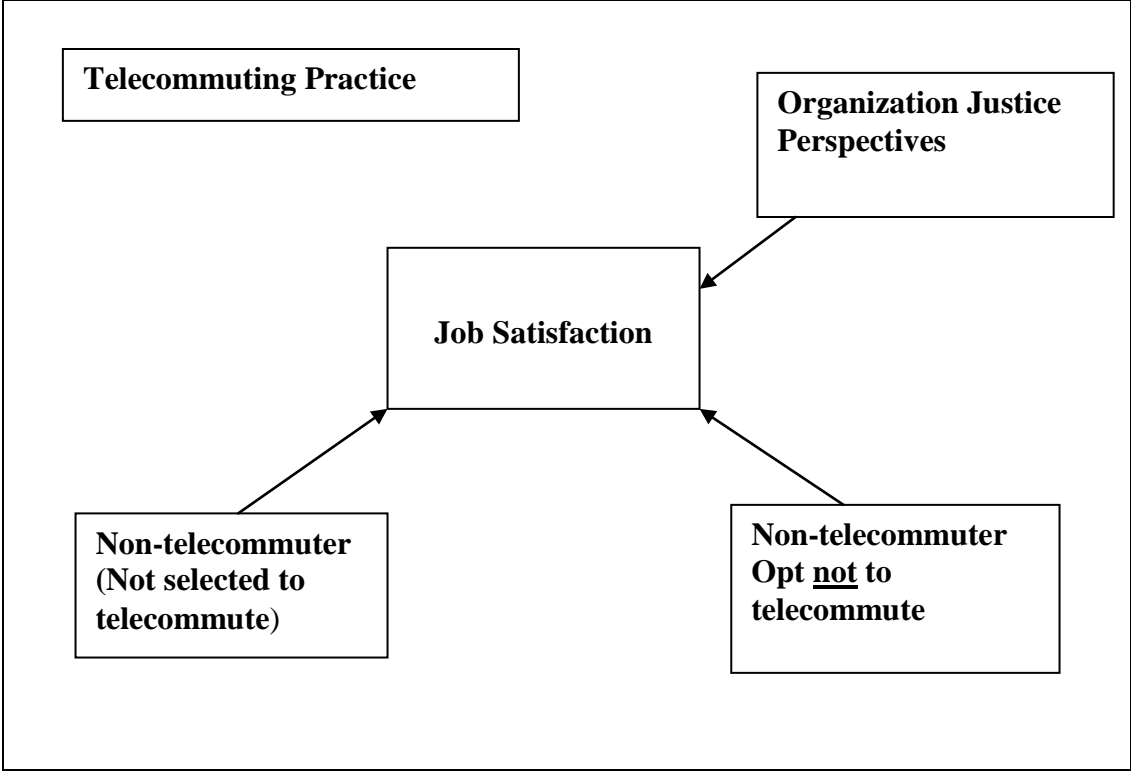 Telecommuting Practice
Organization Justice
Perspectives
Job Satisfaction
Non-telecommuter
(Not selected to
telecommute)
Non-telecommuter
Opt not to
telecommute